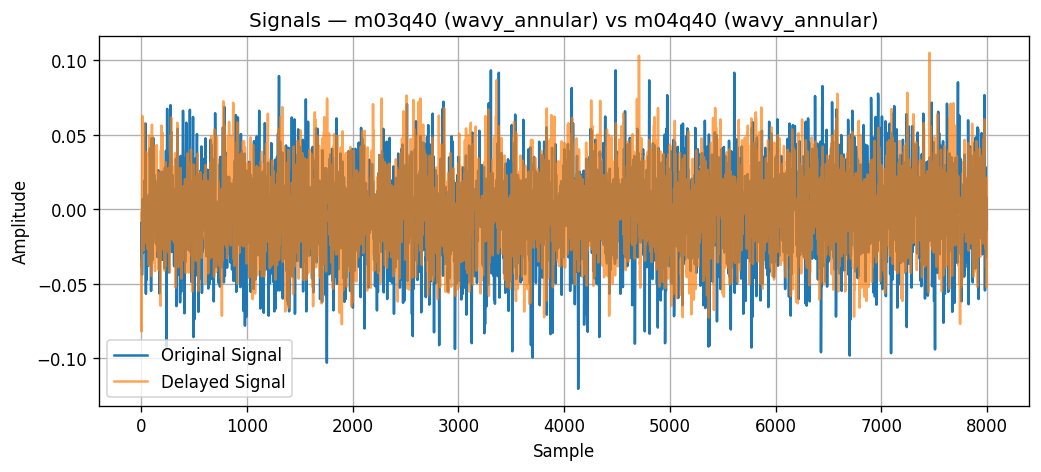 Signals — m03q40 (wavy_annular) vs m04q40 (wavy_annular)
Amplitude
0.10
0.05
0.00
−0.05
−0.10
Original Signal
Delayed Signal
0 1000 2000 3000 4000 5000 6000 7000 8000
Sample